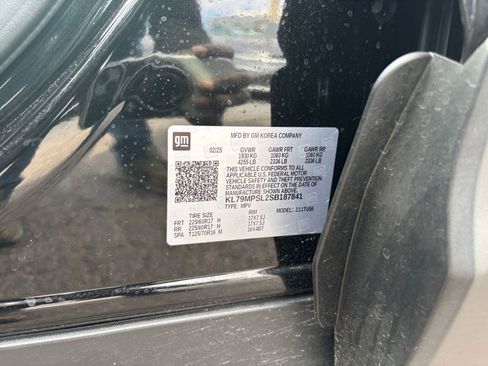 gm
MFD BY GM KOREA COMPANY
02/25 GVWR GAWR FRT GAWR RR
1930 KG 1060 KG 1060 KG
4255 LB 2336 LB 2336 LB
THIS VEHICLE CONFORMS TO ALL
APPLICABLE U.S. FEDERAL MOTOR
VEHICLE SAFETY AND THEFT
PREVENTION STANDARDS IN EFFECT
ON THE DATE OF MANUFACTURE
SHOWN ABOVE.
KL79MPSL2SB187841
TYPE: MPV MODEL: 211TU58
TIRE SIZE RIM
FRT 225/60R17 H 17X7.5J
RR 225/60R17 H 17X7.5J
SPA T125/70R16 M 16X4BT